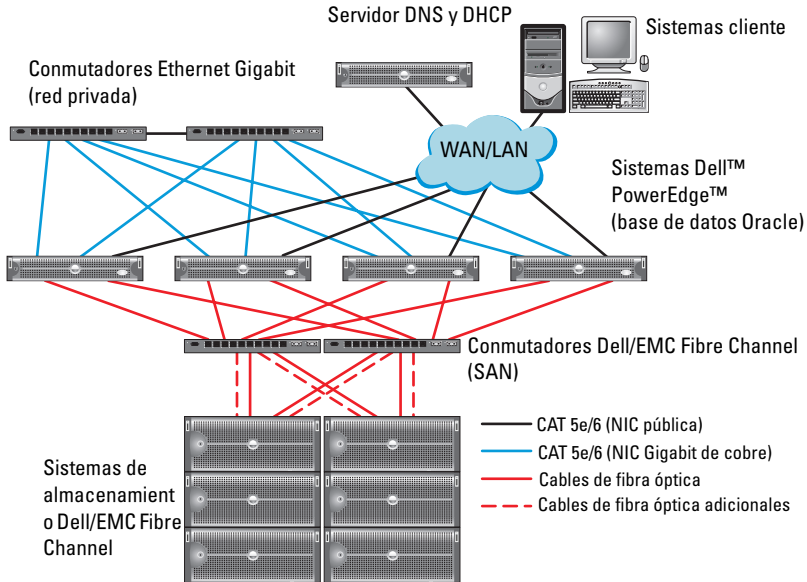 Servidor DNS y DHCP
Sistemas cliente
Conmutadores Ethernet Gigabit
(red privada)
WAN/LAN
Sistemas Dell™
PowerEdge™
(base de datos Oracle)
Conmutadores Dell/EMC Fibre Channel
(SAN)
Sistemas de
almacenamient
o Dell/EMC Fibre
Channel
CAT 5e/6 (NIC pública)
CAT 5e/6 (NIC Gigabit de cobre)
Cables de fibra óptica
Cables de fibra óptica adicionales